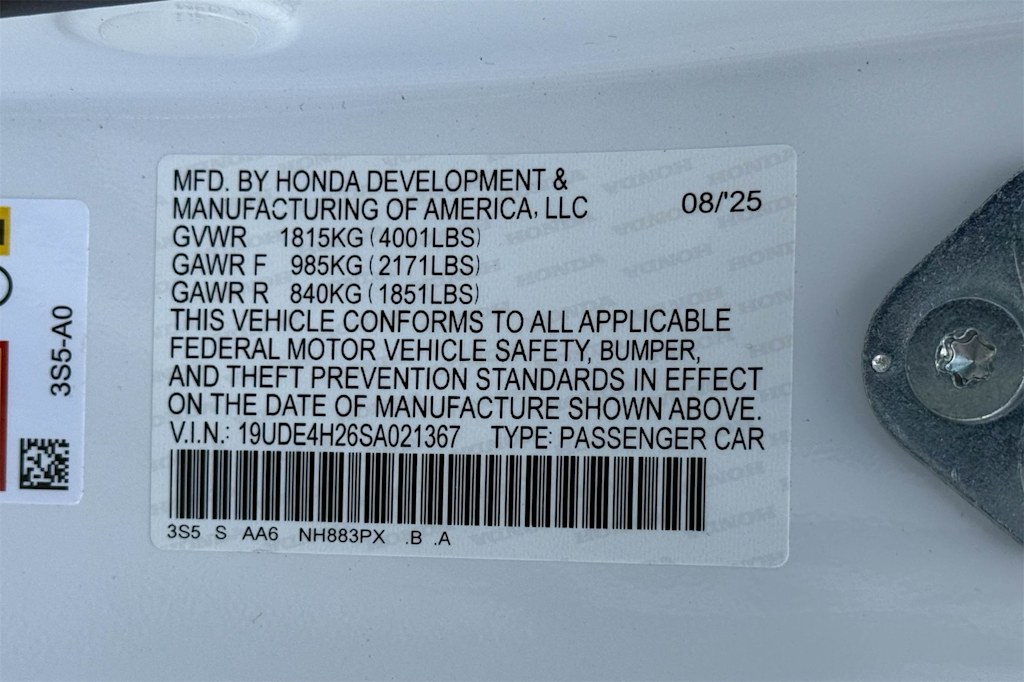 MFD. BY HONDA DEVELOPMENT &
MANUFACTURING OF AMERICA, LLC 08/'25
GVWR 1815KG (4001LBS)
GAWR F 985KG (2171LBS)
GAWR R 840KG (1851LBS)
THIS VEHICLE CONFORMS TO ALL APPLICABLE
FEDERAL MOTOR VEHICLE SAFETY, BUMPER,
AND THEFT PREVENTION STANDARDS IN EFFECT
ON THE DATE OF MANUFACTURE SHOWN ABOVE.
V.I.N.: 19UDE4H26SA021367 TYPE: PASSENGER CAR
3S5 S AA6 NH883PX .B .A
3S5-A0